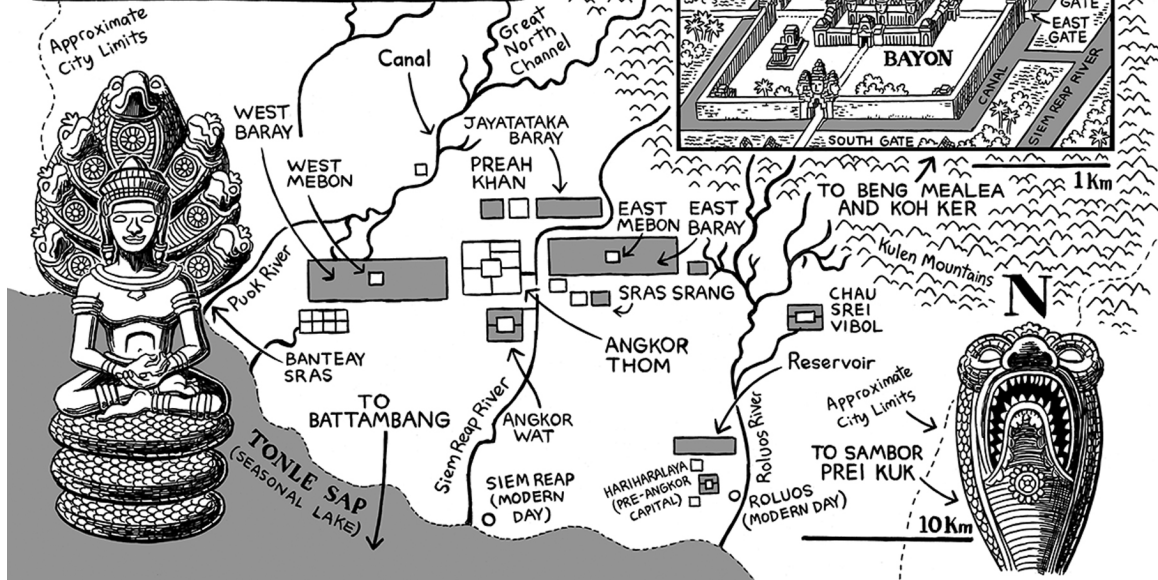 Approximate
City Limits
Canal
Great
North
Channel
GATE
EAST
GATE
BAYON
CANAL
SIEM REAP RIVER
SOUTH GATE
1 Km
WEST
BARAY
WEST
MEBON
JAYATATAKA
BARAY
PREAH
KHAN
EAST
MEBON
EAST
BARAY
TO BENG MEALEA
AND KOH KER
Kulen Mountains
N
Puok River
SRAS SRANG
CHAU
SREI
VIBOL
BANTEAY
SRAS
ANGKOR
THOM
Reservoir
TO
BATTAMBANG
Siem Reap River
ANGKOR
WAT
Roluos River
Approximate
City Limits
TO SAMBOR
PREI KUK
TONLE SAP
(SEASONAL LAKE)
SIEM REAP
(MODERN
DAY)
HARIHARALAYA
(PRE-ANGKOR
CAPITAL)
ROLUOS
(MODERN DAY)
10 Km